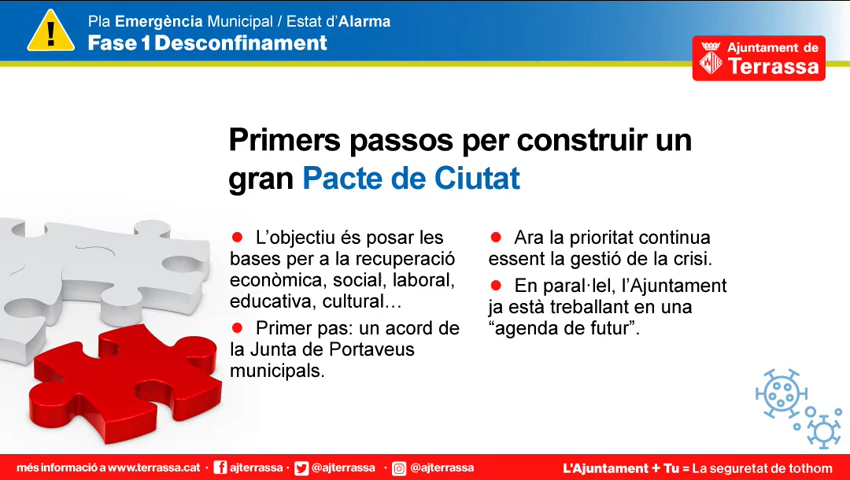 Pla Emergència Municipal / Estat d'Alarma
Fase 1 Desconfinament
Ajuntament de
Terrassa
Primers passos per construir un
gran Pacte de Ciutat
● L'objectiu és posar les
bases per a la recuperació
econòmica, social, laboral,
educativa, cultural…
● Primer pas: un acord de
la Junta de Portaveus
municipals.
● Ara la prioritat continua
essent la gestió de la crisi.
● En paral·lel, l'Ajuntament
ja està treballant en una
“agenda de futur”.
més informació a www.terrassa.cat · ajterrassa · @ajterrassa · @ajterrassa
L'Ajuntament + Tu = La seguretat de tothom